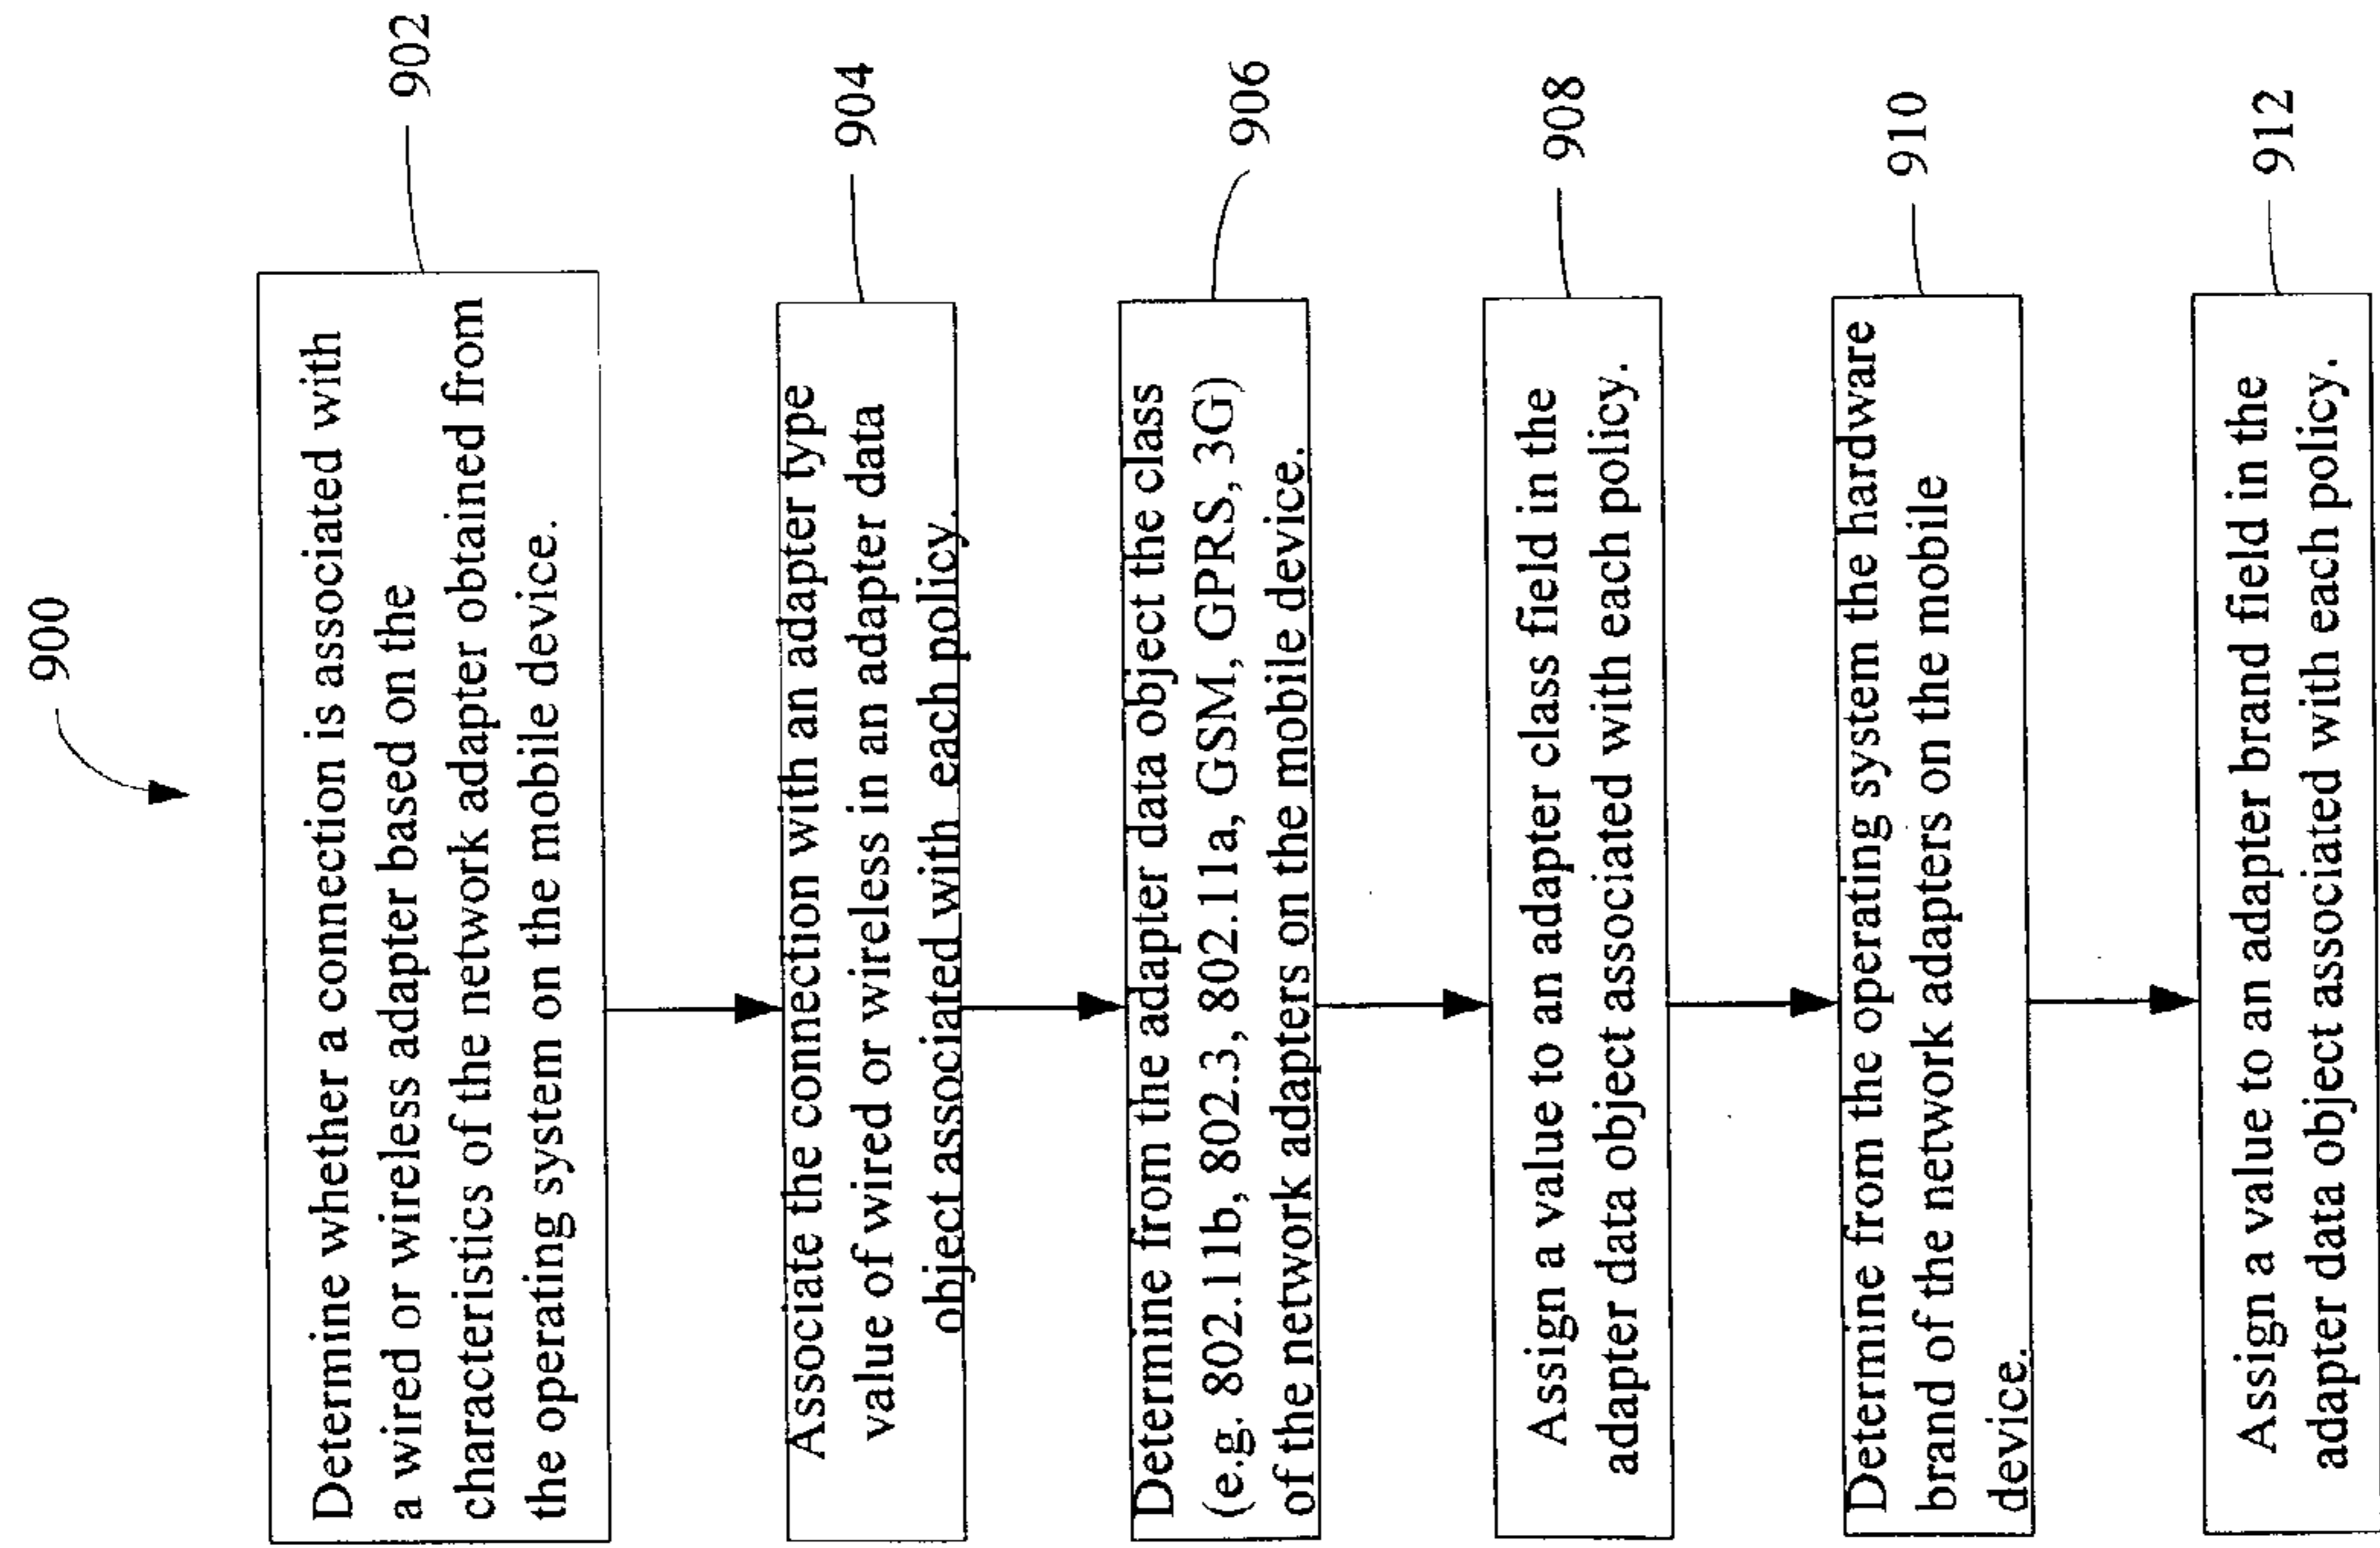 900
Determine whether a connection is associated with
a wired or wireless adapter based on the
characteristics of the network adapter obtained from
the operating system on the mobile device.
902
Associate the connection with an adapter type
value of wired or wireless in an adapter data
object associated with each policy.
904
Determine from the adapter data object the class
(e.g. 802.11b, 802.3, 802.11a, GSM, GPRS, 3G)
of the network adapters on the mobile device.
906
Assign a value to an adapter class field in the
adapter data object associated with each policy.
908
Determine from the operating system the hardware
brand of the network adapters on the mobile
device.
910
Assign a value to an adapter brand field in the
adapter data object associated with each policy.
912